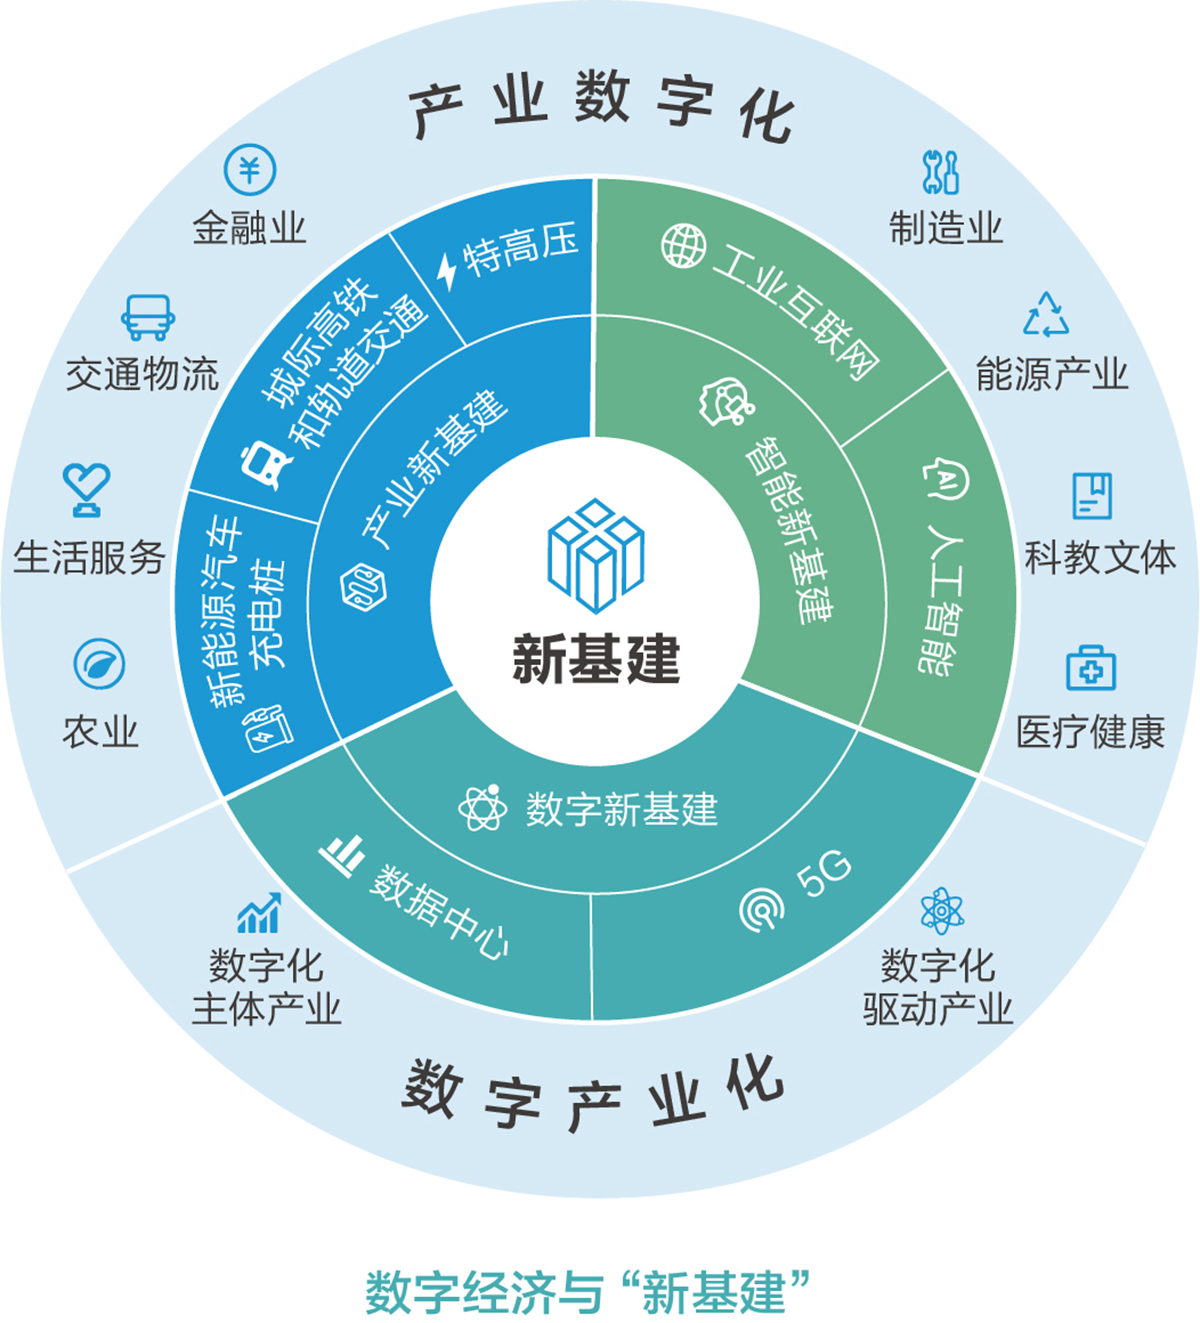 产业数字化
金融业
交通物流
生活服务
农业
制造业
能源产业
科教文体
医疗健康
特高压
城际高铁
和轨道交通
新能源汽车
充电桩
产业新基建
工业互联网
AI
人工智能
智能新基建
新基建
数字新基建
数据中心
5G
数字化
主体产业
数字化
驱动产业
数字产业化
数字经济与“新基建”